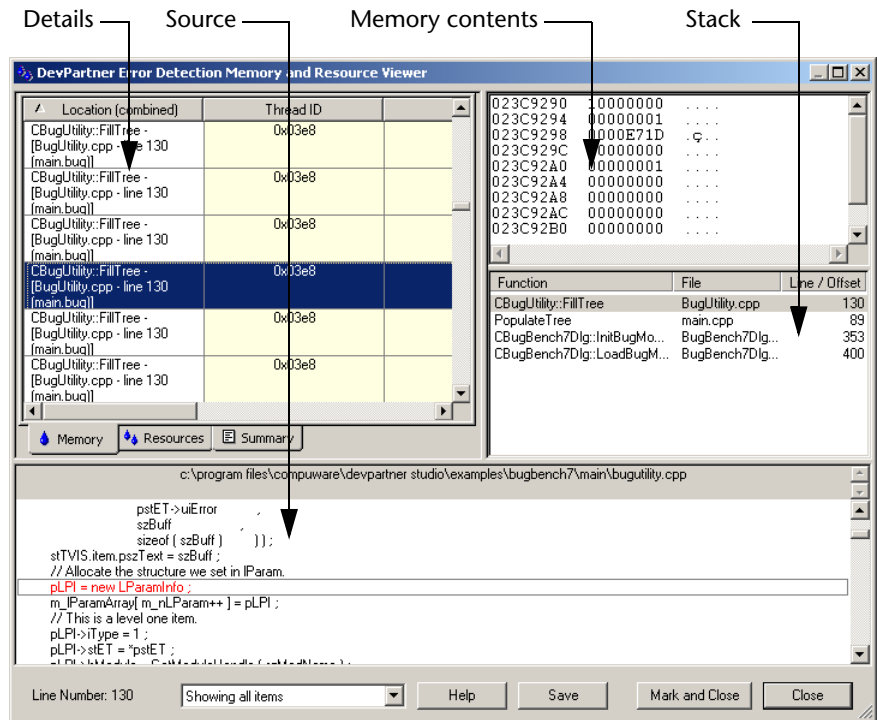 Details Source Memory contents Stack
DevPartner Error Detection Memory and Resource Viewer
Location (combined) Thread ID
CBugUtility::FillTree - 0x03e8
[BugUtility.cpp - line 130
(main.bug)]
CBugUtility::FillTree - 0x03e8
[BugUtility.cpp - line 130
(main.bug)]
CBugUtility::FillTree - 0x03e8
[BugUtility.cpp - line 130
(main.bug)]
CBugUtility::FillTree - 0x03e8
[BugUtility.cpp - line 130
(main.bug)]
CBugUtility::FillTree - 0x03e8
[BugUtility.cpp - line 130
(main.bug)]
CBugUtility::FillTree - 0x03e8
[BugUtility.cpp - line 130
(main.bug)]
Memory Resources Summary
023C9290 10000000 ....
023C9294 00000001 ....
023C9298 0000E71D .ç..
023C929C 00000000 ....
023C92A0 00000001 ....
023C92A4 00000000 ....
023C92A8 00000000 ....
023C92AC 00000000 ....
023C92B0 00000000 ....
Function File Line / Offset
CBugUtility::FillTree BugUtility.cpp 130
PopulateTree main.cpp 89
CBugBench7Dlg::InitBugMo... BugBench7Dlg... 353
CBugBench7Dlg::LoadBugM... BugBench7Dlg... 400
c:\program files\compuware\devpartner studio\examples\bugbench7\main\bugutility.cpp
pstET->uiError ,
szBuff ,
sizeof ( szBuff ) ) ) ;
stTVIS.item.pszText = szBuff ;
// Allocate the structure we set in lParam.
pLPI = new LParamInfo ;
m_lParamArray[ m_nLParam++ ] = pLPI ;
// This is a level one item.
pLPI->iType = 1 ;
pLPI->stET = *pstET ;
Line Number: 130 Showing all items Help Save Mark and Close Close